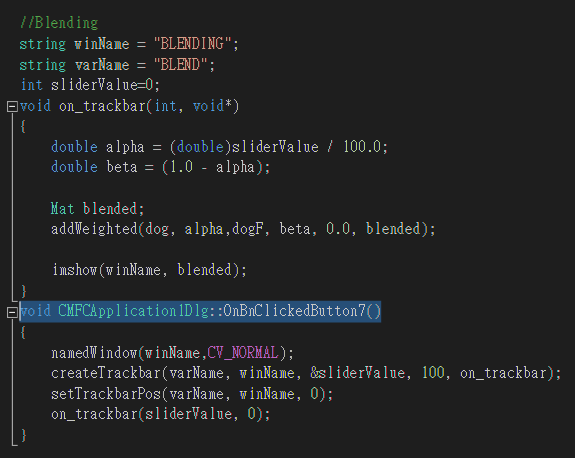 //Blending
string winName = "BLENDING";
string varName = "BLEND";
int sliderValue=0;
void on_trackbar(int, void*)
{
double alpha = (double)sliderValue / 100.0;
double beta = (1.0 - alpha);
Mat blended;
addWeighted(dog, alpha,dogF, beta, 0.0, blended);
imshow(winName, blended);
}
void CMFCApplication1Dlg::OnBnClickedButton7()
{
namedWindow(winName,CV_NORMAL);
createTrackbar(varName, winName, &sliderValue, 100, on_trackbar);
setTrackbarPos(varName, winName, 0);
on_trackbar(sliderValue, 0);
}